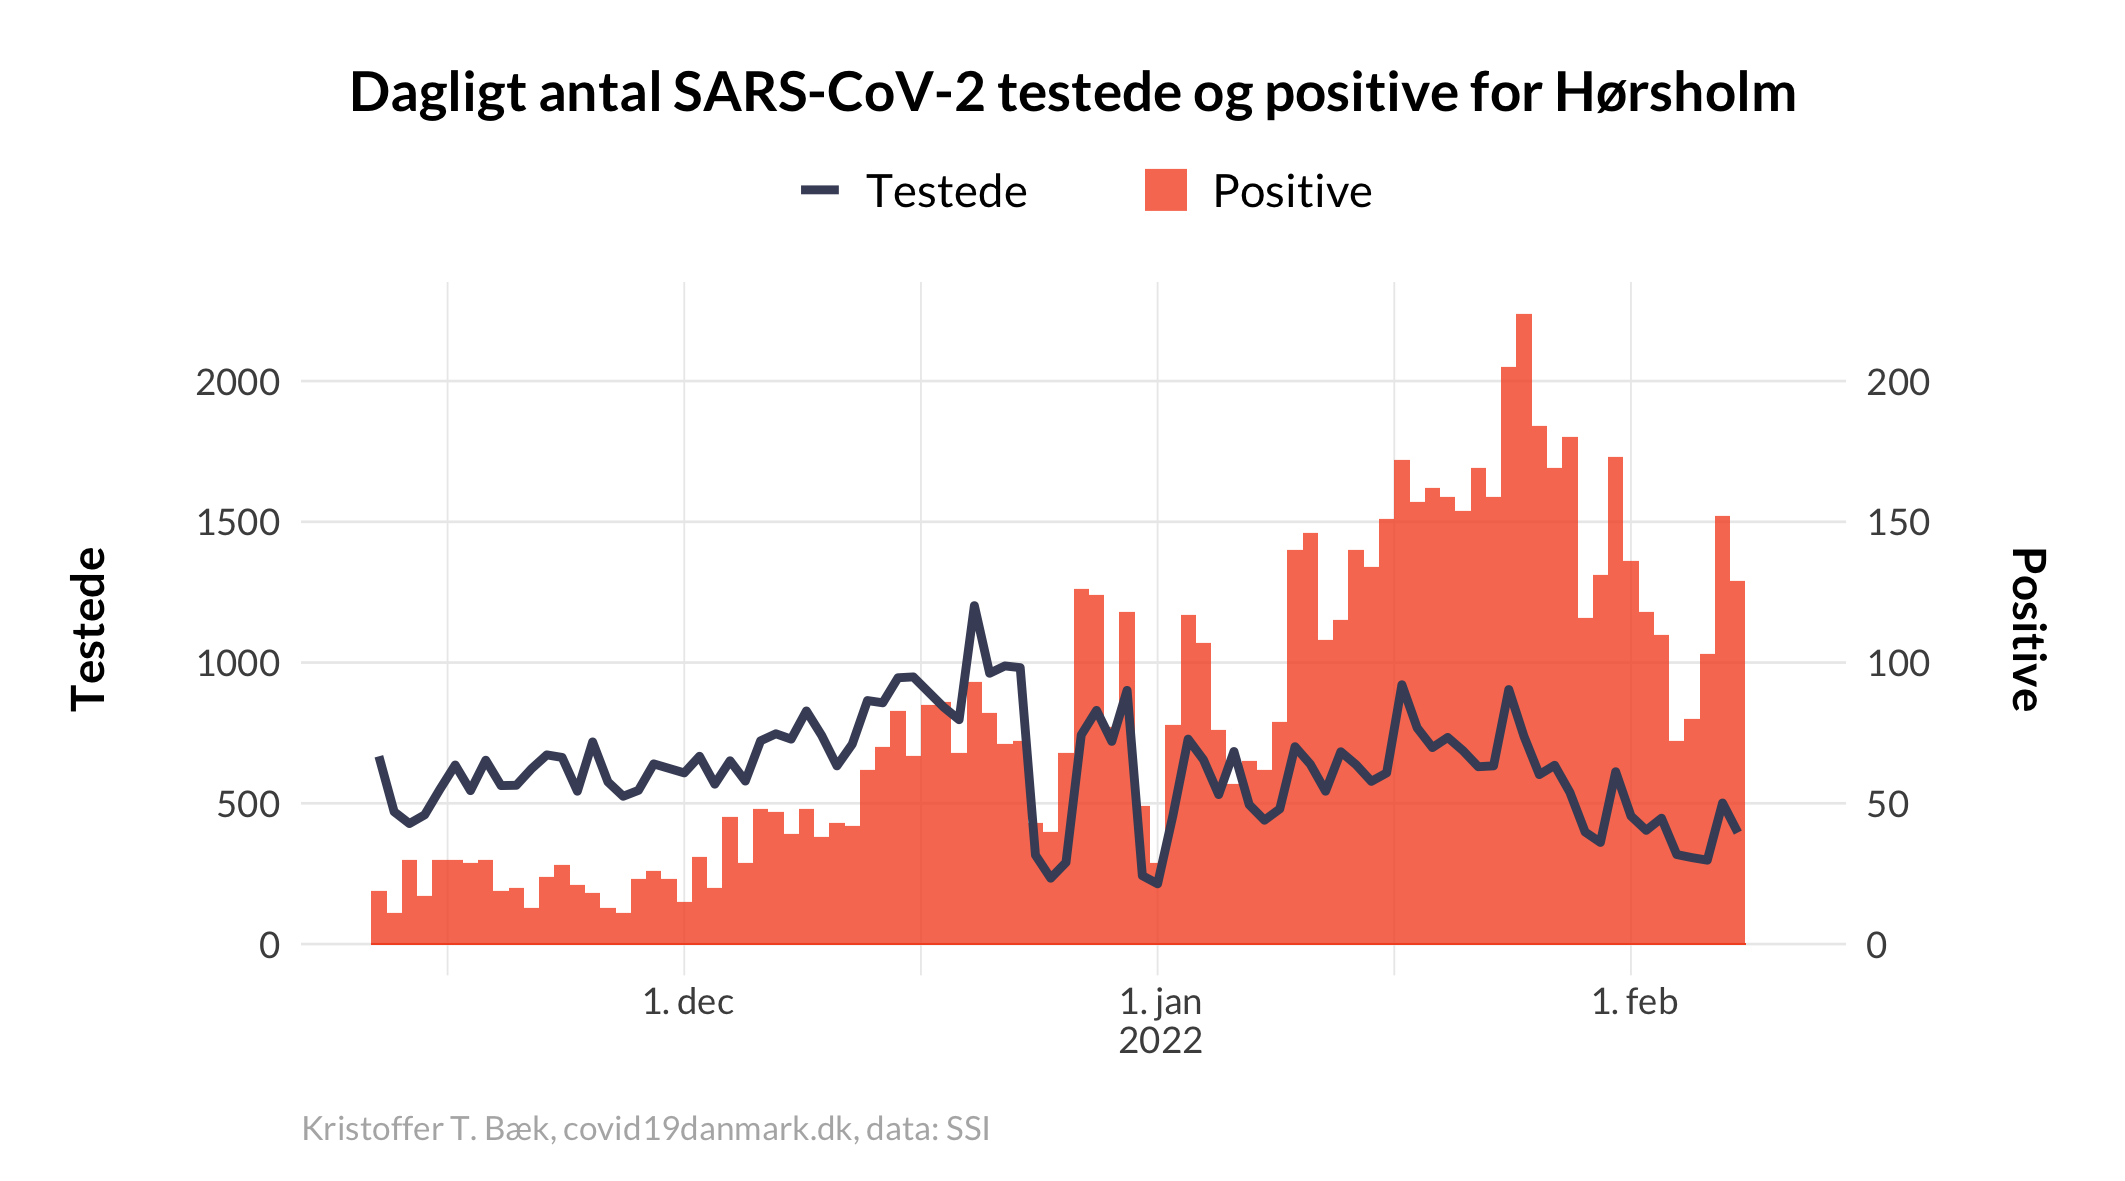 Dagligt antal SARS-CoV-2 testede og positive for Hørsholm
Testede Positive
2000 200
1500 150
1000 100
500 50
0 0
Testede
Positive
1. dec 1. jan 1. feb
2022
Kristoffer T. Bæk, covid19danmark.dk, data: SSI